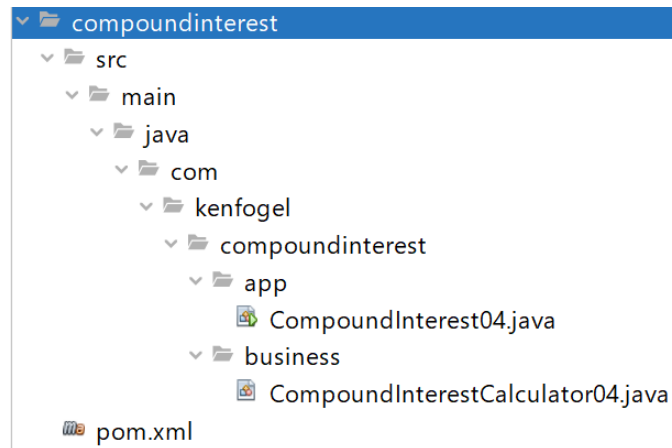 compoundinterest
src
main
java
com
kenfogel
compoundinterest
app
CompoundInterest04.java
business
CompoundInterestCalculator04.java
pom.xml